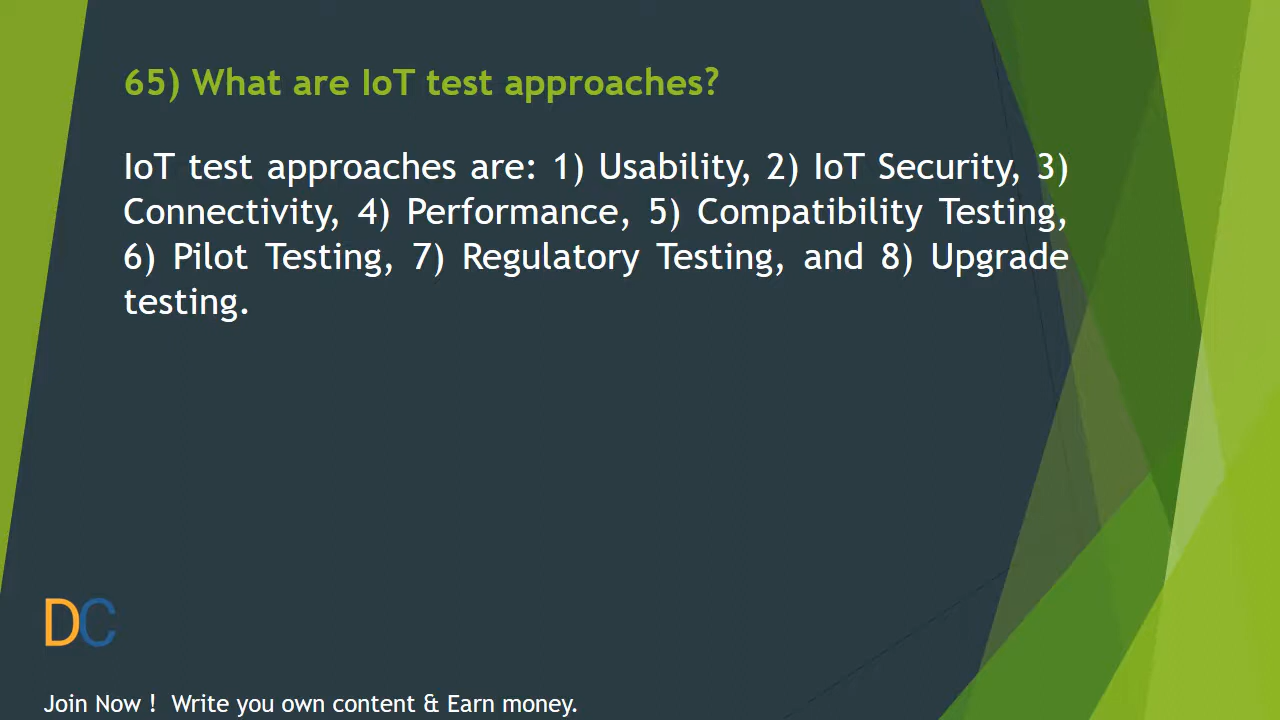 65) What are IoT test approaches?
IoT test approaches are: 1) Usability, 2) IoT Security, 3)
Connectivity, 4) Performance, 5) Compatibility Testing,
6) Pilot Testing, 7) Regulatory Testing, and 8) Upgrade
testing.
DC
Join Now ! Write you own content & Earn money.